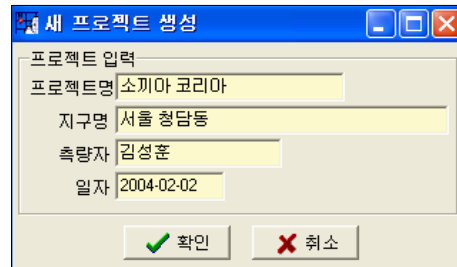 새 프로젝트 생성
프로젝트 입력
프로젝트명 소끼아 코리아
지구명 서울 청담동
측량자 김성훈
일자 2004-02-02
확인 취소